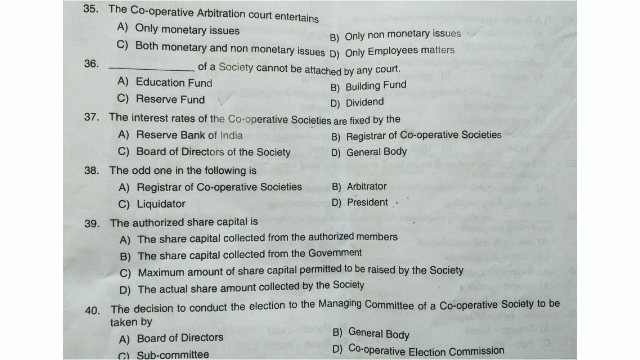 35. The Co-operative Arbitration court entertains
A) Only monetary issues B) Only non monetary issues
C) Both monetary and non monetary issues D) Only Employees matters
36. ____________ of a Society cannot be attached by any court.
A) Education Fund B) Building Fund
C) Reserve Fund D) Dividend
37. The interest rates of the Co-operative Societies are fixed by the
A) Reserve Bank of India B) Registrar of Co-operative Societies
C) Board of Directors of the Society D) General Body
38. The odd one in the following is
A) Registrar of Co-operative Societies B) Arbitrator
C) Liquidator D) President
39. The authorized share capital is
A) The share capital collected from the authorized members
B) The share capital collected from the Government
C) Maximum amount of share capital permitted to be raised by the Society
D) The actual share amount collected by the Society
40. The decision to conduct the election to the Managing Committee of a Co-operative Society to be
taken by
A) Board of Directors B) General Body
C) Sub-committee D) Co-operative Election Commission